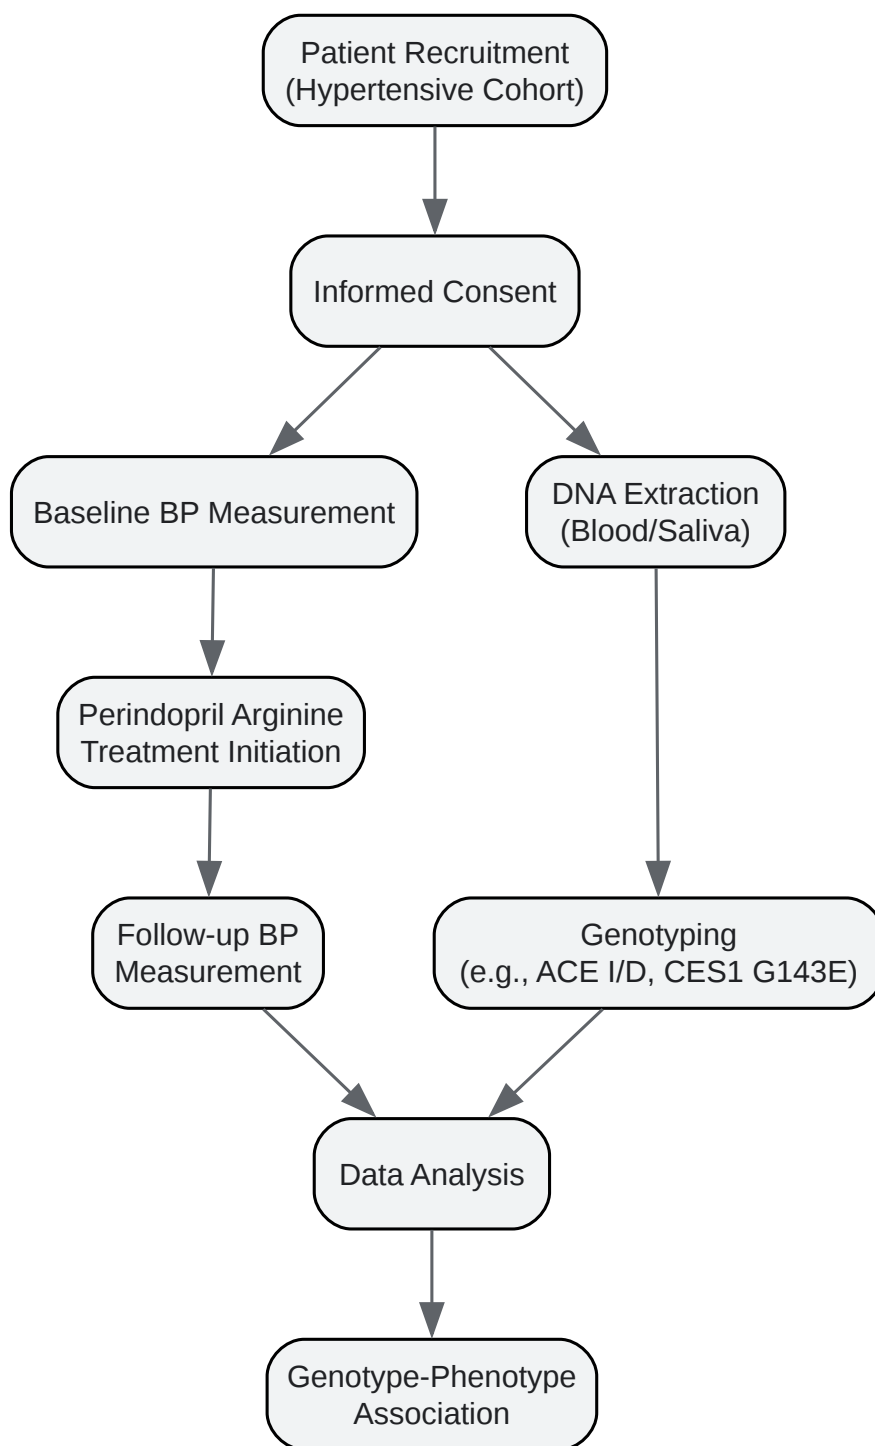 Patient Recruitment
(Hypertensive Cohort)
Informed Consent
Baseline BP Measurement
DNA Extraction
(Blood/Saliva)
Perindopril Arginine
Treatment Initiation
Follow-up BP
Measurement
Genotyping
(e.g., ACE I/D, CES1 G143E)
Data Analysis
Genotype-Phenotype
Association